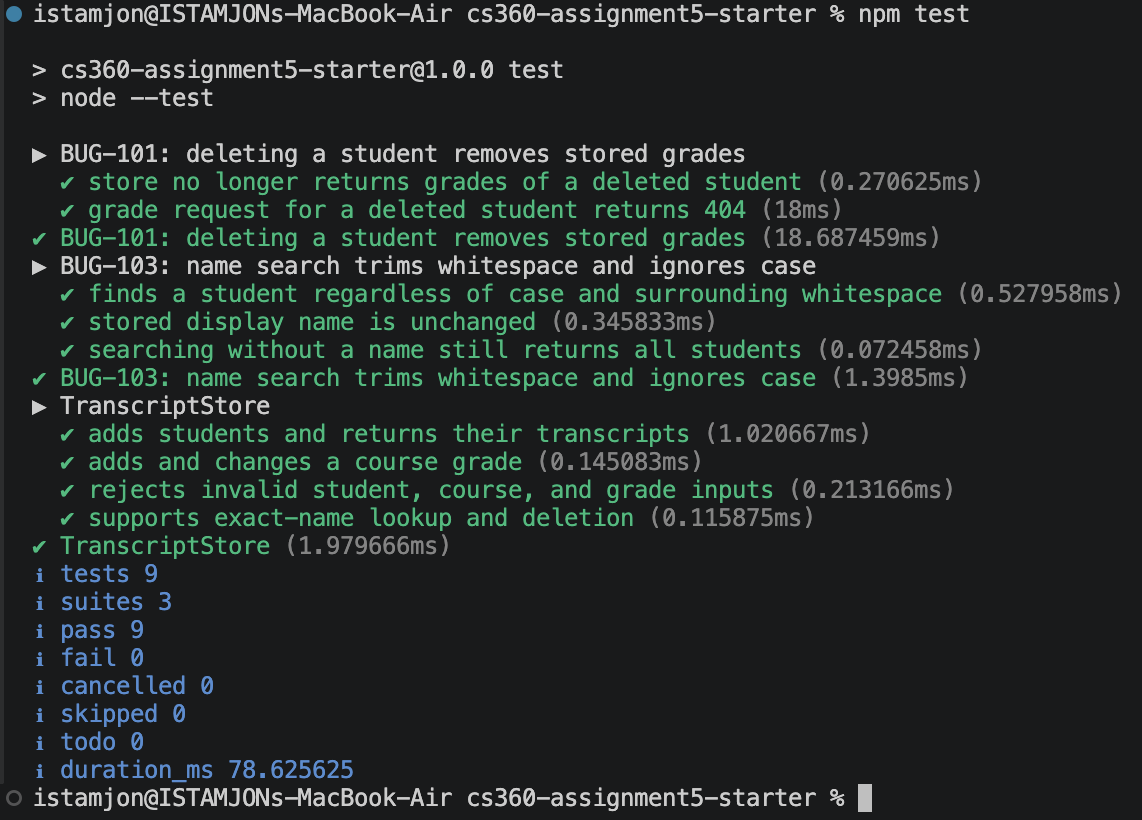 istamjon@ISTAMJONs-MacBook-Air cs360-assignment5-starter % npm test
> cs360-assignment5-starter@1.0.0 test
> node --test
▶ BUG-101: deleting a student removes stored grades
✔ store no longer returns grades of a deleted student (0.270625ms)
✔ grade request for a deleted student returns 404 (18ms)
✔ BUG-101: deleting a student removes stored grades (18.687459ms)
▶ BUG-103: name search trims whitespace and ignores case
✔ finds a student regardless of case and surrounding whitespace (0.527958ms)
✔ stored display name is unchanged (0.345833ms)
✔ searching without a name still returns all students (0.072458ms)
✔ BUG-103: name search trims whitespace and ignores case (1.3985ms)
▶ TranscriptStore
✔ adds students and returns their transcripts (1.020667ms)
✔ adds and changes a course grade (0.145083ms)
✔ rejects invalid student, course, and grade inputs (0.213166ms)
✔ supports exact-name lookup and deletion (0.115875ms)
✔ TranscriptStore (1.979666ms)
ℹ tests 9
ℹ suites 3
ℹ pass 9
ℹ fail 0
ℹ cancelled 0
ℹ skipped 0
ℹ todo 0
ℹ duration_ms 78.625625
istamjon@ISTAMJONs-MacBook-Air cs360-assignment5-starter %